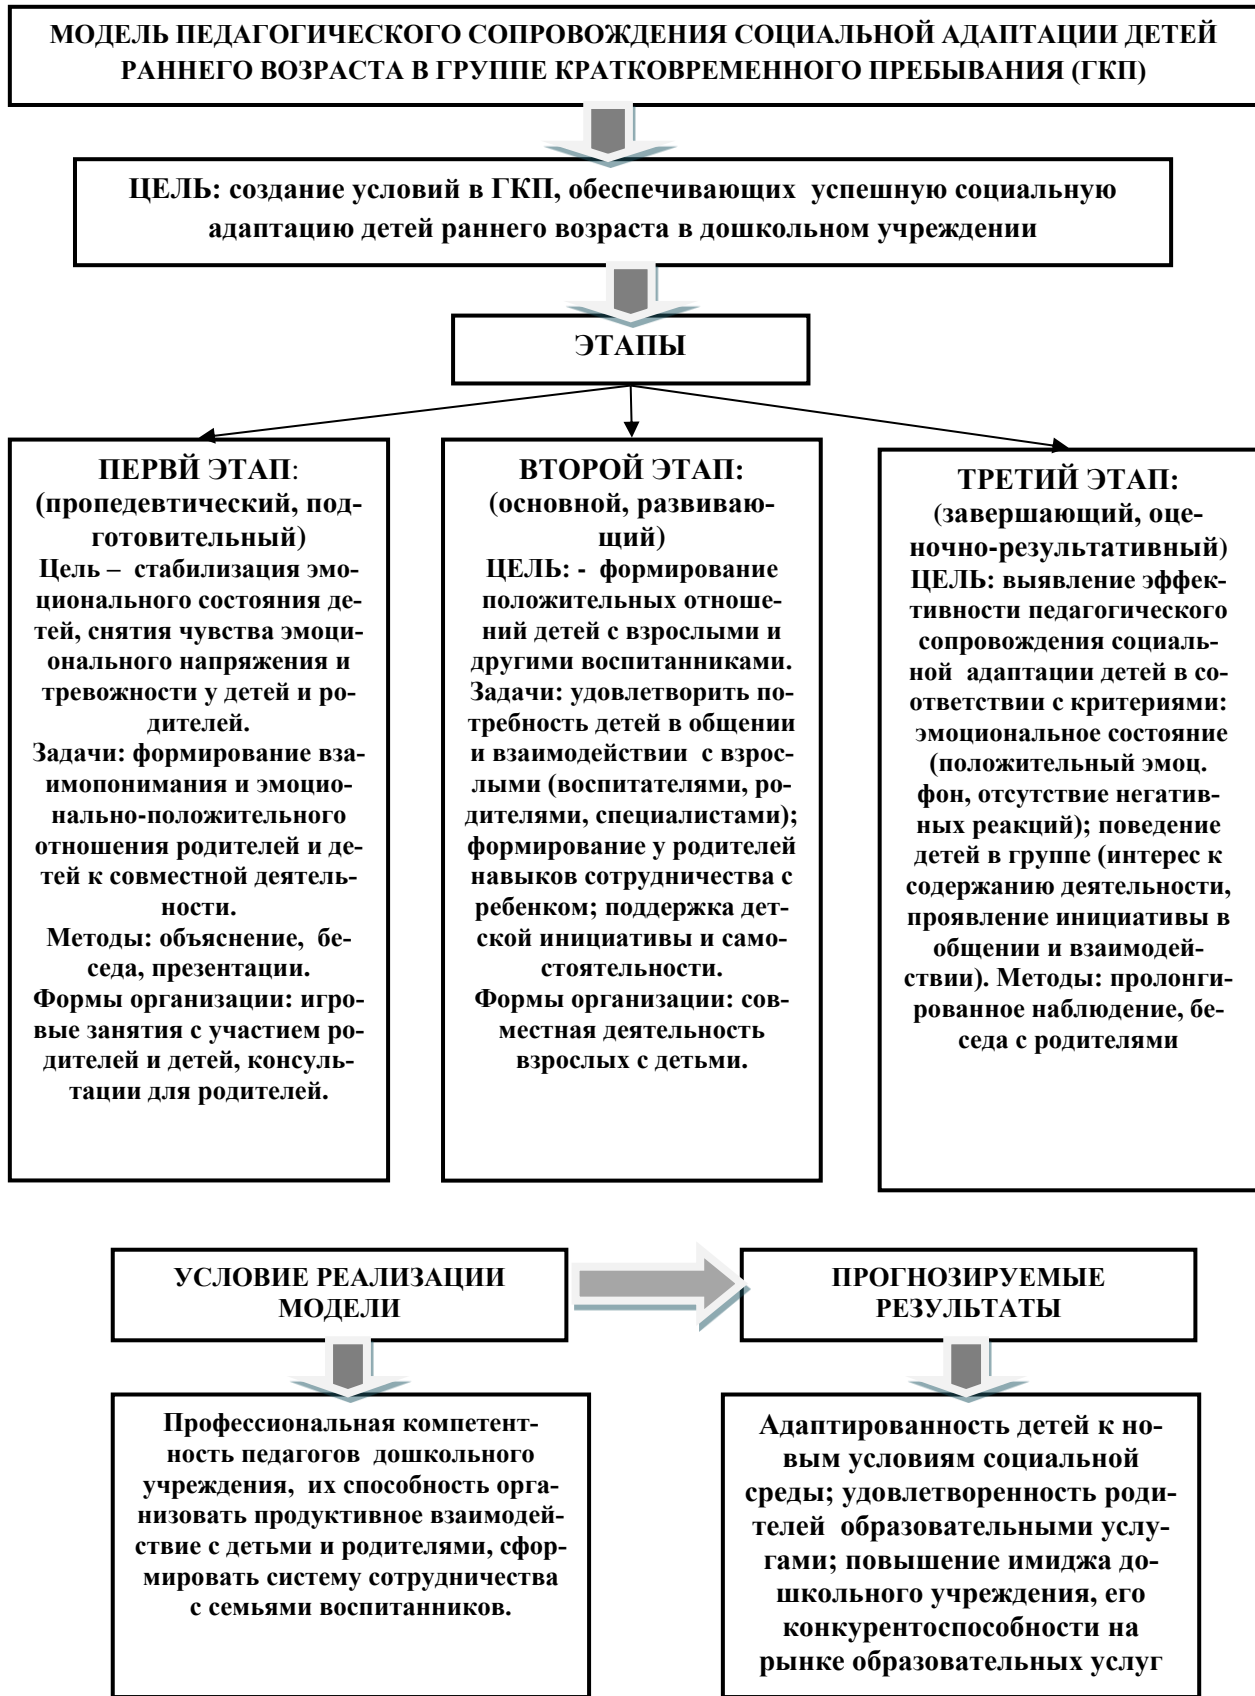 МОДЕЛЬ ПЕДАГОГИЧЕСКОГО СОПРОВОЖДЕНИЯ СОЦИАЛЬНОЙ АДАПТАЦИИ ДЕТЕЙ
РАННЕГО ВОЗРАСТА В ГРУППЕ КРАТКОВРЕМЕННОГО ПРЕБЫВАНИЯ (ГКП)
ЦЕЛЬ: создание условий в ГКП, обеспечивающих успешную социальную
адаптацию детей раннего возраста в дошкольном учреждении
ЭТАПЫ
ПЕРВЙ ЭТАП:
(пропедевтический, под-
готовительный)
Цель – стабилизация эмо-
ционального состояния де-
тей, снятия чувства эмоци-
онального напряжения и
тревожности у детей и ро-
дителей.
Задачи: формирование вза-
имопонимания и эмоцио-
нально-положительного
отношения родителей и де-
тей к совместной деятель-
ности.
Методы: объяснение, бе-
седа, презентации.
Формы организации: игро-
вые занятия с участием ро-
дителей и детей, консуль-
тации для родителей.
ВТОРОЙ ЭТАП:
(основной, развиваю-
щий)
ЦЕЛЬ: - формирование
положительных отноше-
ний детей с взрослыми и
другими воспитанниками.
Задачи: удовлетворить по-
требность детей в общении
и взаимодействии с взрос-
лыми (воспитателями, ро-
дителями, специалистами);
формирование у родителей
навыков сотрудничества с
ребенком; поддержка дет-
ской инициативы и само-
стоятельности.
Формы организации: сов-
местная деятельность
взрослых с детьми.
ТРЕТИЙ ЭТАП:
(завершающий, оце-
ночно-результативный)
ЦЕЛЬ: выявление эффек-
тивности педагогического
сопровождения социаль-
ной адаптации детей в со-
ответствии с критериями:
эмоциональное состояние
(положительный эмоц.
фон, отсутствие негатив-
ных реакций); поведение
детей в группе (интерес к
содержанию деятельности,
проявление инициативы в
общении и взаимодей-
ствии). Методы: пролонги-
рованное наблюдение, бе-
седа с родителями
УСЛОВИЕ РЕАЛИЗАЦИИ
МОДЕЛИ
ПРОГНОЗИРУЕМЫЕ
РЕЗУЛЬТАТЫ
Профессиональная компетент-
ность педагогов дошкольного
учреждения, их способность орга-
низовать продуктивное взаимодей-
ствие с детьми и родителями, сфор-
мировать систему сотрудничества
с семьями воспитанников.
Адаптированность детей к но-
вым условиям социальной
среды; удовлетворенность роди-
телей образовательными услу-
гами; повышение имиджа до-
школьного учреждения, его
конкурентоспособности на
рынке образовательных услуг